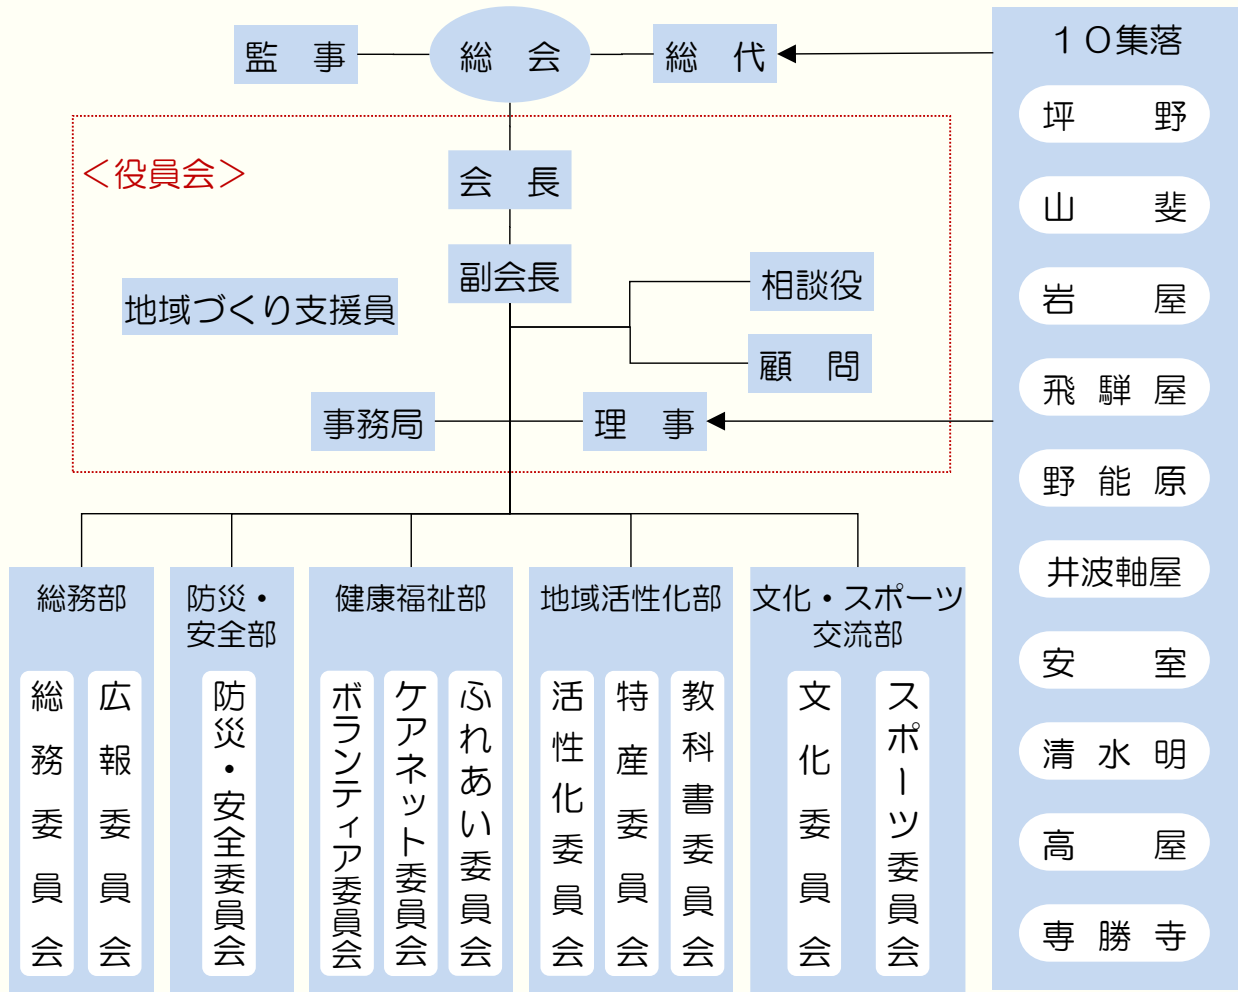 監　事
総　会
総　代
＜役員会＞
会　長
副会長
地域づくり支援員
相談役
顧　問
事務局
理　事
総務部
総務委員会
広報委員会
防災・
安全部
防災・安全委員会
健康福祉部
ボランティア委員会
ケアネット委員会
ふれあい委員会
地域活性化部
活性化委員会
特産委員会
教科書委員会
文化・スポーツ
交流部
文化委員会
スポーツ委員会
１０集落
坪　野
山　斐
岩　屋
飛騨屋
野能原
井波軸屋
安　室
清水明
高　屋
専勝寺